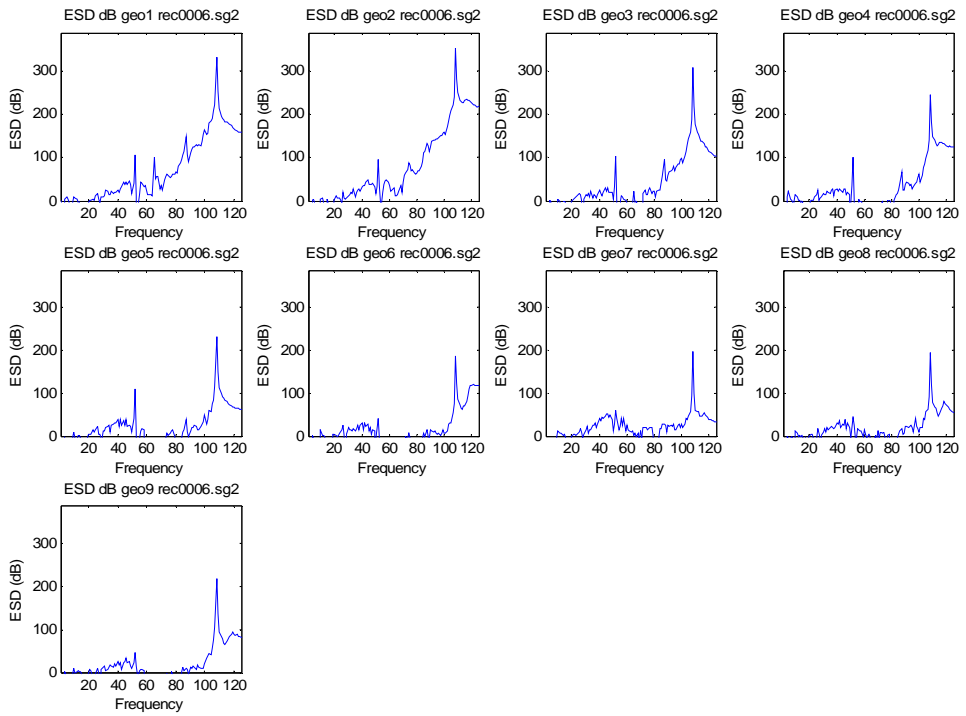 ESD dB geo1 rec0006.sg2
ESD (dB)
300
200
100
0
20 40 60 80 100 120
Frequency
ESD dB geo2 rec0006.sg2
ESD (dB)
300
200
100
0
20 40 60 80 100 120
Frequency
ESD dB geo3 rec0006.sg2
ESD (dB)
300
200
100
0
20 40 60 80 100 120
Frequency
ESD dB geo4 rec0006.sg2
ESD (dB)
300
200
100
0
20 40 60 80 100 120
Frequency
ESD dB geo5 rec0006.sg2
ESD (dB)
300
200
100
0
20 40 60 80 100 120
Frequency
ESD dB geo6 rec0006.sg2
ESD (dB)
300
200
100
0
20 40 60 80 100 120
Frequency
ESD dB geo7 rec0006.sg2
ESD (dB)
300
200
100
0
20 40 60 80 100 120
Frequency
ESD dB geo8 rec0006.sg2
ESD (dB)
300
200
100
0
20 40 60 80 100 120
Frequency
ESD dB geo9 rec0006.sg2
ESD (dB)
300
200
100
0
20 40 60 80 100 120
Frequency